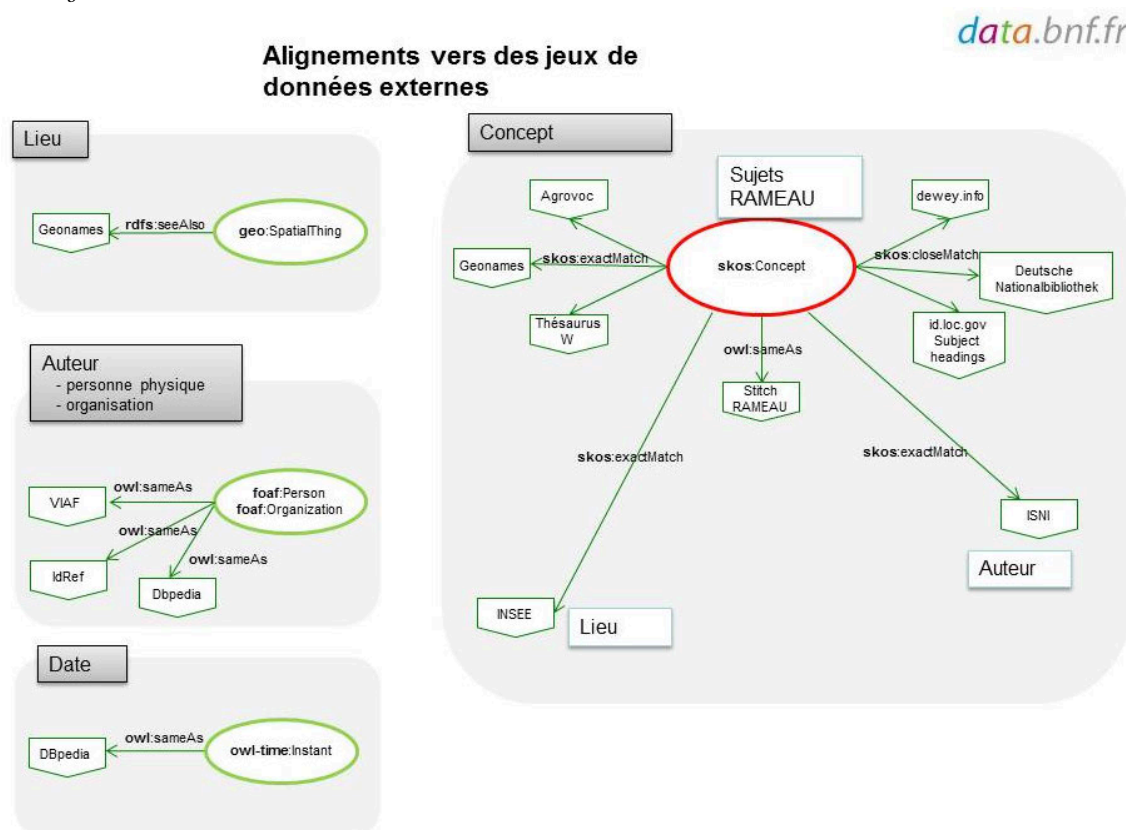 data.bnf.fr
Alignements vers des jeux de
données externes
Lieu
Geonames
rdfs:seeAlso
geo:SpatialThing
Auteur
- personne physique
- organisation
VIAF
owl:sameAs
foaf:Person
foaf:Organization
owl:sameAs
IdRef
owl:sameAs
Dbpedia
Date
DBpedia
owl:sameAs
owl-time:Instant
Concept
Sujets
RAMEAU
Agrovoc
dewey.info
Geonames
skos:exactMatch
skos:Concept
skos:closeMatch
Deutsche
Nationalbibliothek
Thésaurus
W
id.loc.gov
Subject
headings
owl:sameAs
Stitch
RAMEAU
skos:exactMatch
skos:exactMatch
ISNI
Auteur
INSEE
Lieu